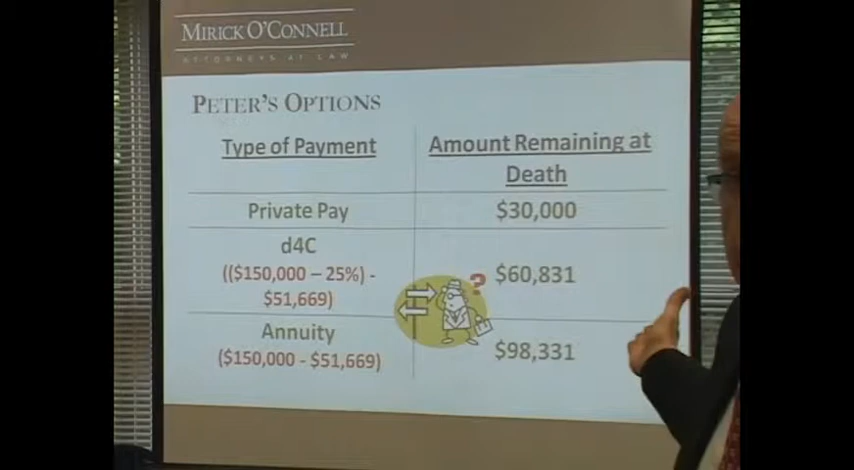 MIRICK O'CONNELL
ATTORNEYS AT LAW
PETER'S OPTIONS
Type of Payment
Amount Remaining at
Death
Private Pay
$30,000
d4C
(($150,000 – 25%) -
$51,669)
$60,831
?
Annuity
($150,000 - $51,669)
$98,331